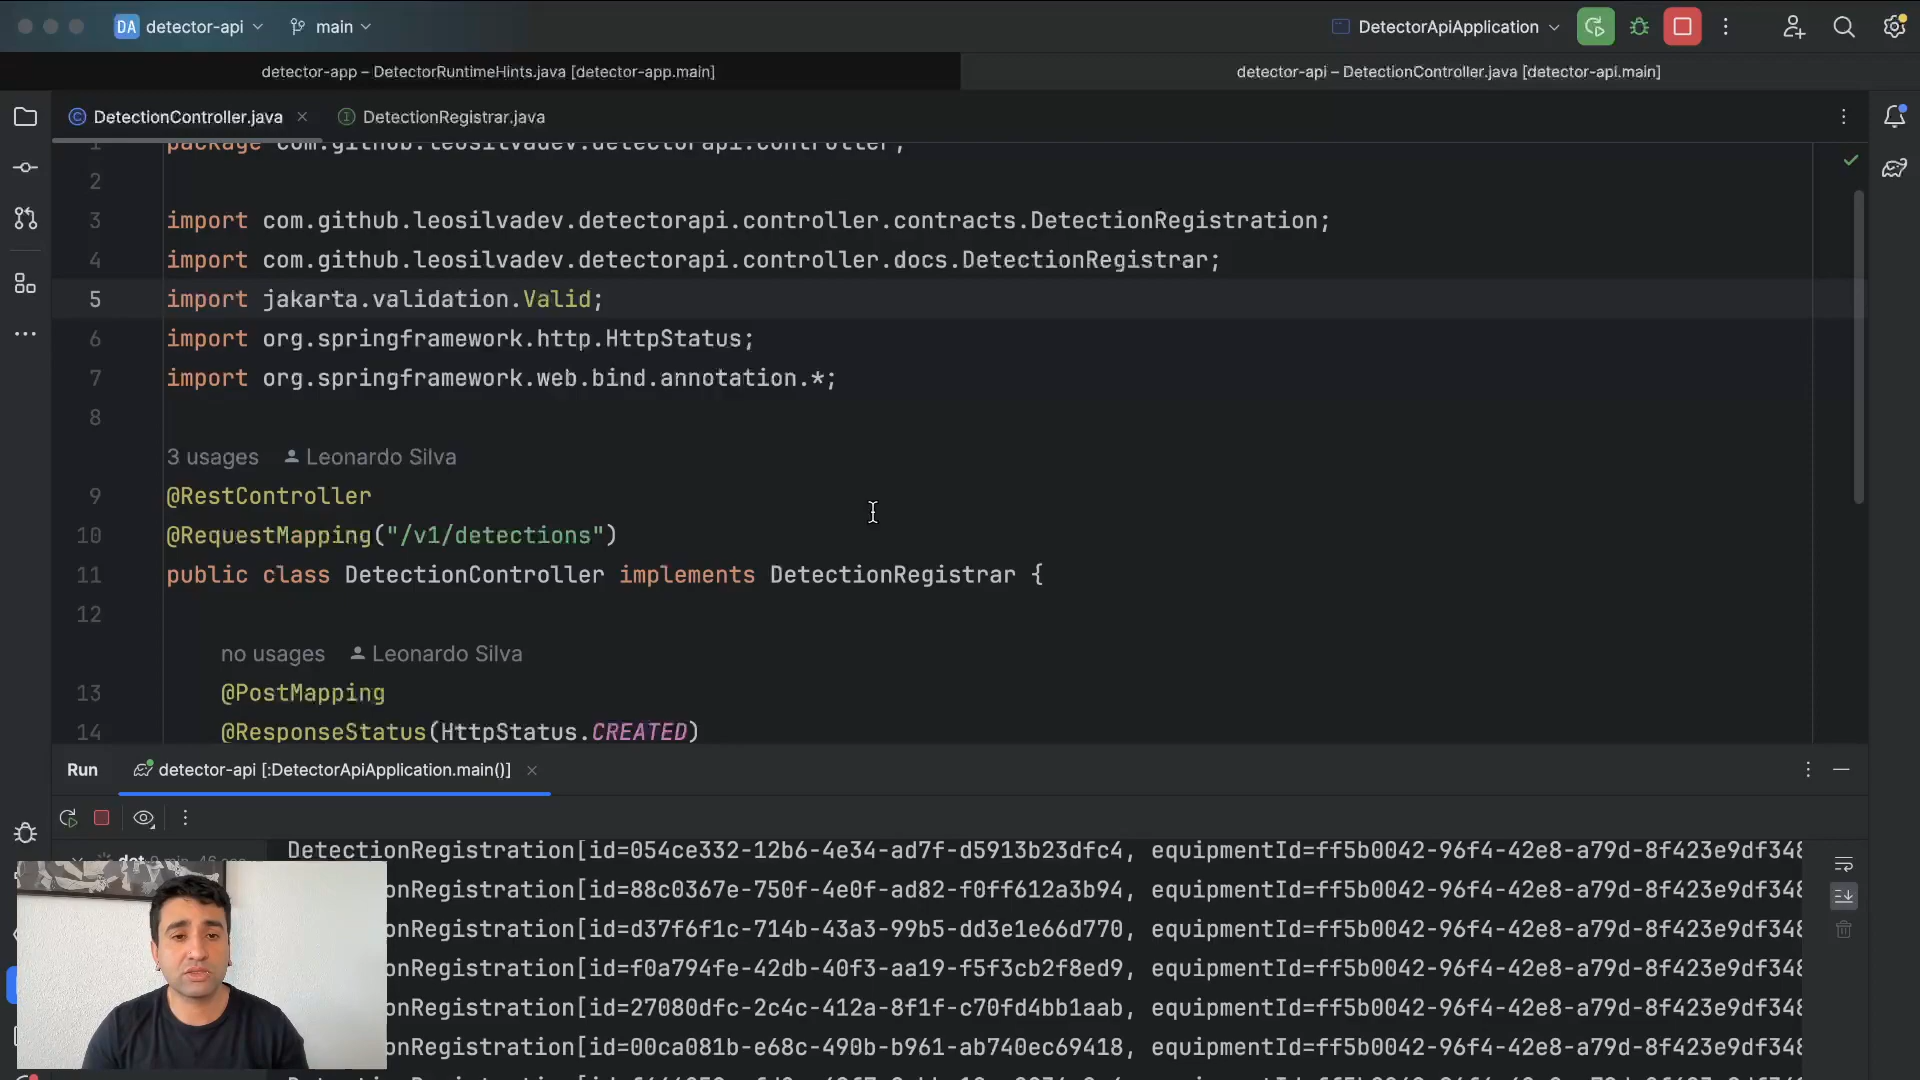 DA detector-api main DetectorApiApplication
detector-app – DetectorRuntimeHints.java [detector-app.main] detector-api – DetectionController.java [detector-api.main]
DetectionController.java DetectionRegistrar.java
1 package com.github.leosilvadev.detectorapi.controller;
2
3 import com.github.leosilvadev.detectorapi.controller.contracts.DetectionRegistration;
4 import com.github.leosilvadev.detectorapi.controller.docs.DetectionRegistrar;
5 import jakarta.validation.Valid;
6 import org.springframework.http.HttpStatus;
7 import org.springframework.web.bind.annotation.*;
8
3 usages Leonardo Silva
9 @RestController
10 @RequestMapping("/v1/detections")
11 public class DetectionController implements DetectionRegistrar {
12
no usages Leonardo Silva
13 @PostMapping
14 @ResponseStatus(HttpStatus.CREATED)
Run detector-api [:DetectorApiApplication.main()]
DetectionRegistration[id=054ce332-12b6-4e34-ad7f-d5913b23dfc4, equipmentId=ff5b0042-96f4-42e8-a79d-8f423e9df348
onRegistration[id=88c0367e-750f-4e0f-ad82-f0ff612a3b94, equipmentId=ff5b0042-96f4-42e8-a79d-8f423e9df348
onRegistration[id=d37f6f1c-714b-43a3-99b5-dd3e1e66d770, equipmentId=ff5b0042-96f4-42e8-a79d-8f423e9df348
onRegistration[id=f0a794fe-42db-40f3-aa19-f5f3cb2f8ed9, equipmentId=ff5b0042-96f4-42e8-a79d-8f423e9df348
onRegistration[id=27080dfc-2c4c-412a-8f1f-c70fd4bb1aab, equipmentId=ff5b0042-96f4-42e8-a79d-8f423e9df348
onRegistration[id=00ca081b-e68c-490b-b961-ab740ec69418, equipmentId=ff5b0042-96f4-42e8-a79d-8f423e9df348